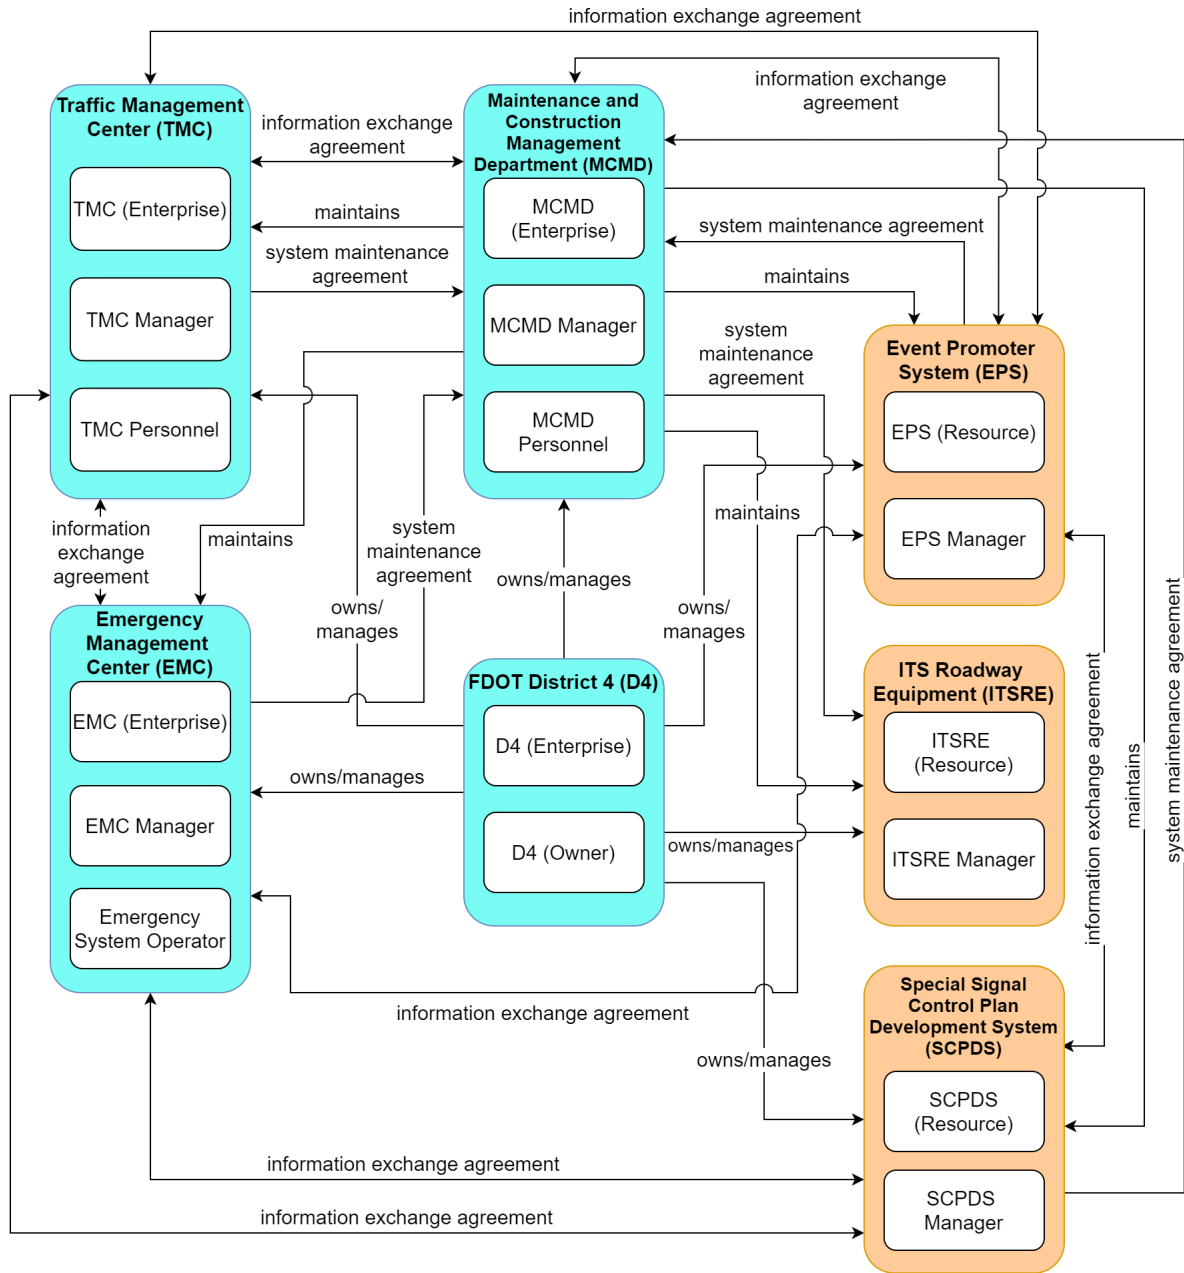 information exchange agreement
information exchange
agreement
Traffic Management
Center (TMC)
TMC (Enterprise)
TMC Manager
TMC Personnel
information exchange
agreement
maintains
system maintenance
agreement
Maintenance and
Construction
Management
Department (MCMD)
MCMD
(Enterprise)
MCMD Manager
MCMD
Personnel
system maintenance agreement
maintains
system
maintenance
agreement
Event Promoter
System (EPS)
EPS (Resource)
EPS Manager
information
exchange
agreement
maintains
system
maintenance
agreement
owns/
manages
owns/manages
maintains
owns/
manages
Emergency
Management
Center (EMC)
EMC (Enterprise)
EMC Manager
Emergency
System Operator
owns/manages
FDOT District 4 (D4)
D4 (Enterprise)
D4 (Owner)
owns/manages
ITS Roadway
Equipment (ITSRE)
ITSRE
(Resource)
ITSRE Manager
information exchange agreement
maintains
system maintenance agreement
information exchange agreement
owns/manages
Special Signal
Control Plan
Development System
(SCPDS)
SCPDS
(Resource)
SCPDS
Manager
information exchange agreement
information exchange agreement